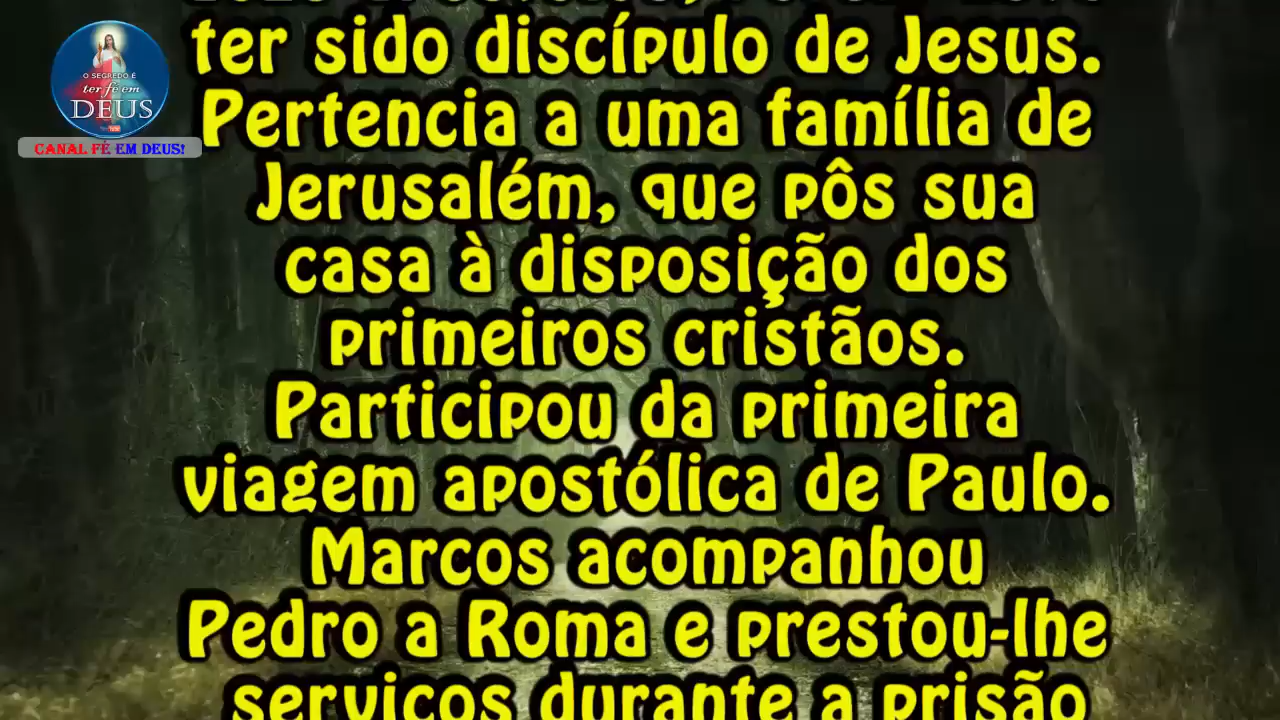 O SEGREDO É
ter fé em
DEUS
CANAL FÉ EM DEUS!
ter sido discípulo de Jesus.
Pertencia a uma família de
Jerusalém, que pôs sua
casa à disposição dos
primeiros cristãos.
Participou da primeira
viagem apostólica de Paulo.
Marcos acompanhou
Pedro a Roma e prestou-lhe
serviços durante a prisão